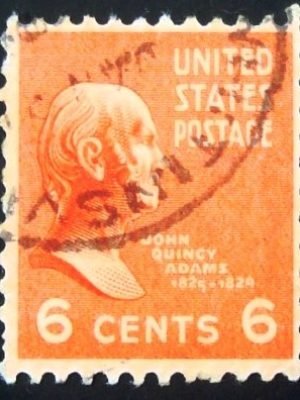 UNITED
STATES
POSTAGE
JOHN
QUINCY
ADAMS
6 CENTS 6